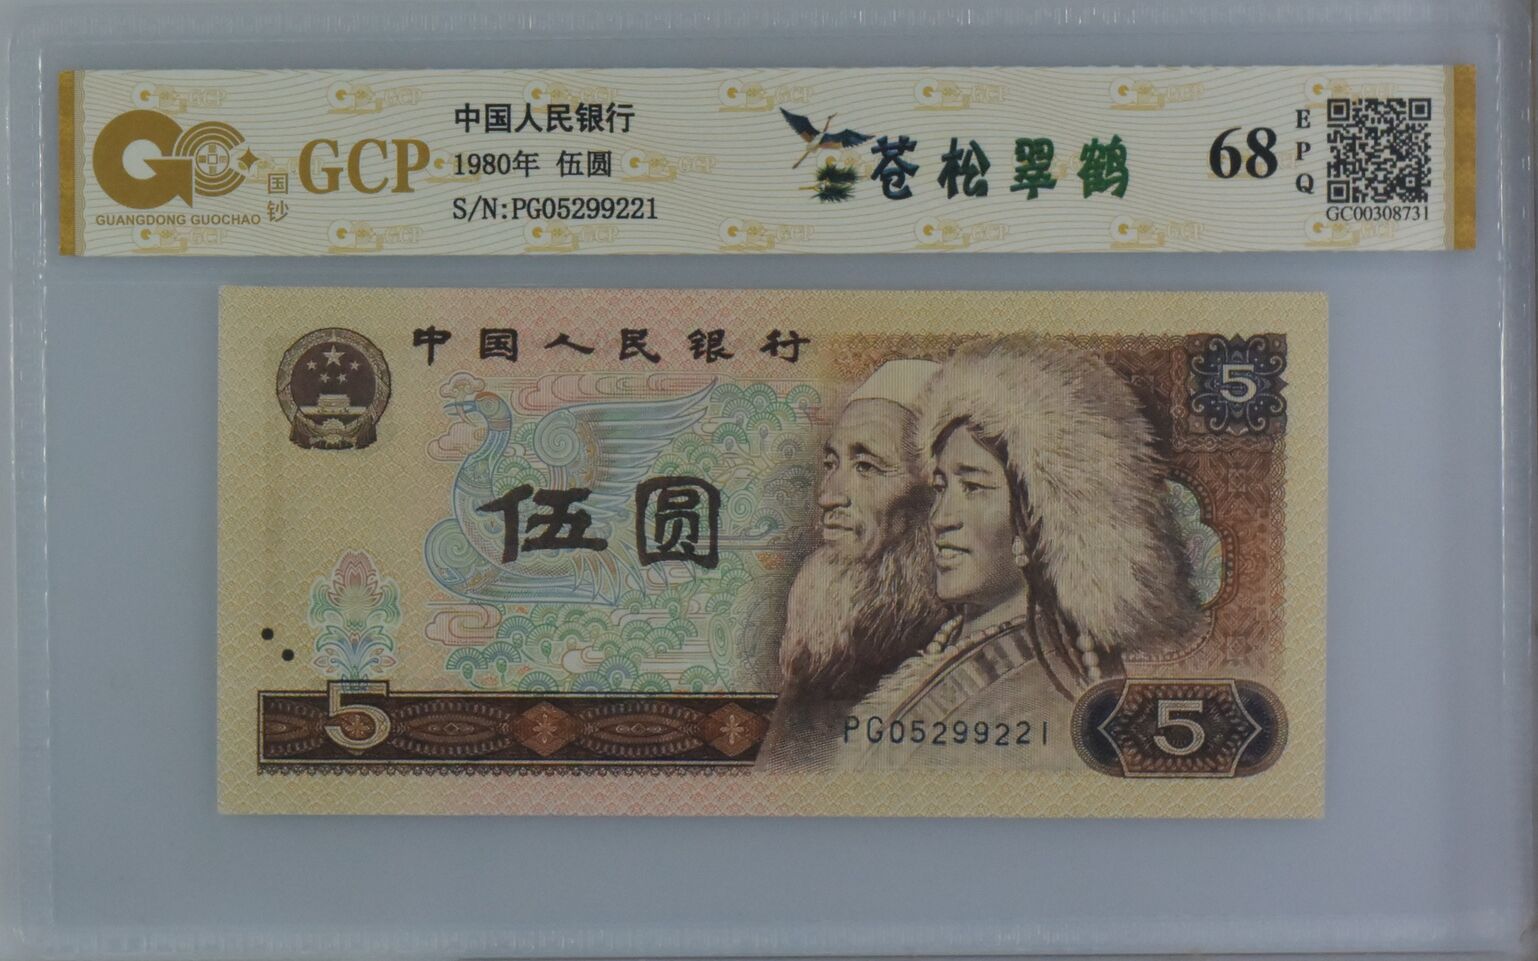 GUANGDONG GUOCHAO
国钞
GCP
中国人民银行
1980年 伍圆
S/N:PG05299221
苍松翠鹤
68
EPQ
GC00308731
中国人民银行
5
伍圆
5
PG05299221
5